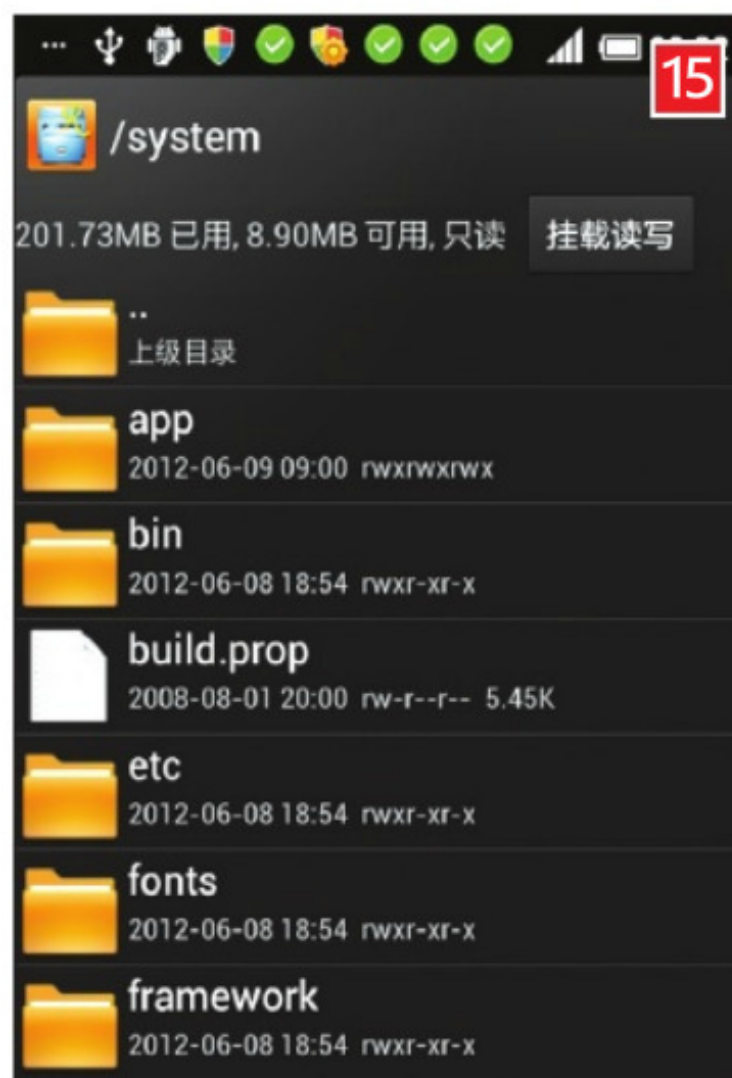 15
/system
201.73MB 已用, 8.90MB 可用, 只读 挂载读写
..
上级目录
app
2012-06-09 09:00 rwxrwxrwx
bin
2012-06-08 18:54 rwxr-xr-x
build.prop
2008-08-01 20:00 rw-r--r-- 5.45K
etc
2012-06-08 18:54 rwxr-xr-x
fonts
2012-06-08 18:54 rwxr-xr-x
framework
2012-06-08 18:54 rwxr-xr-x